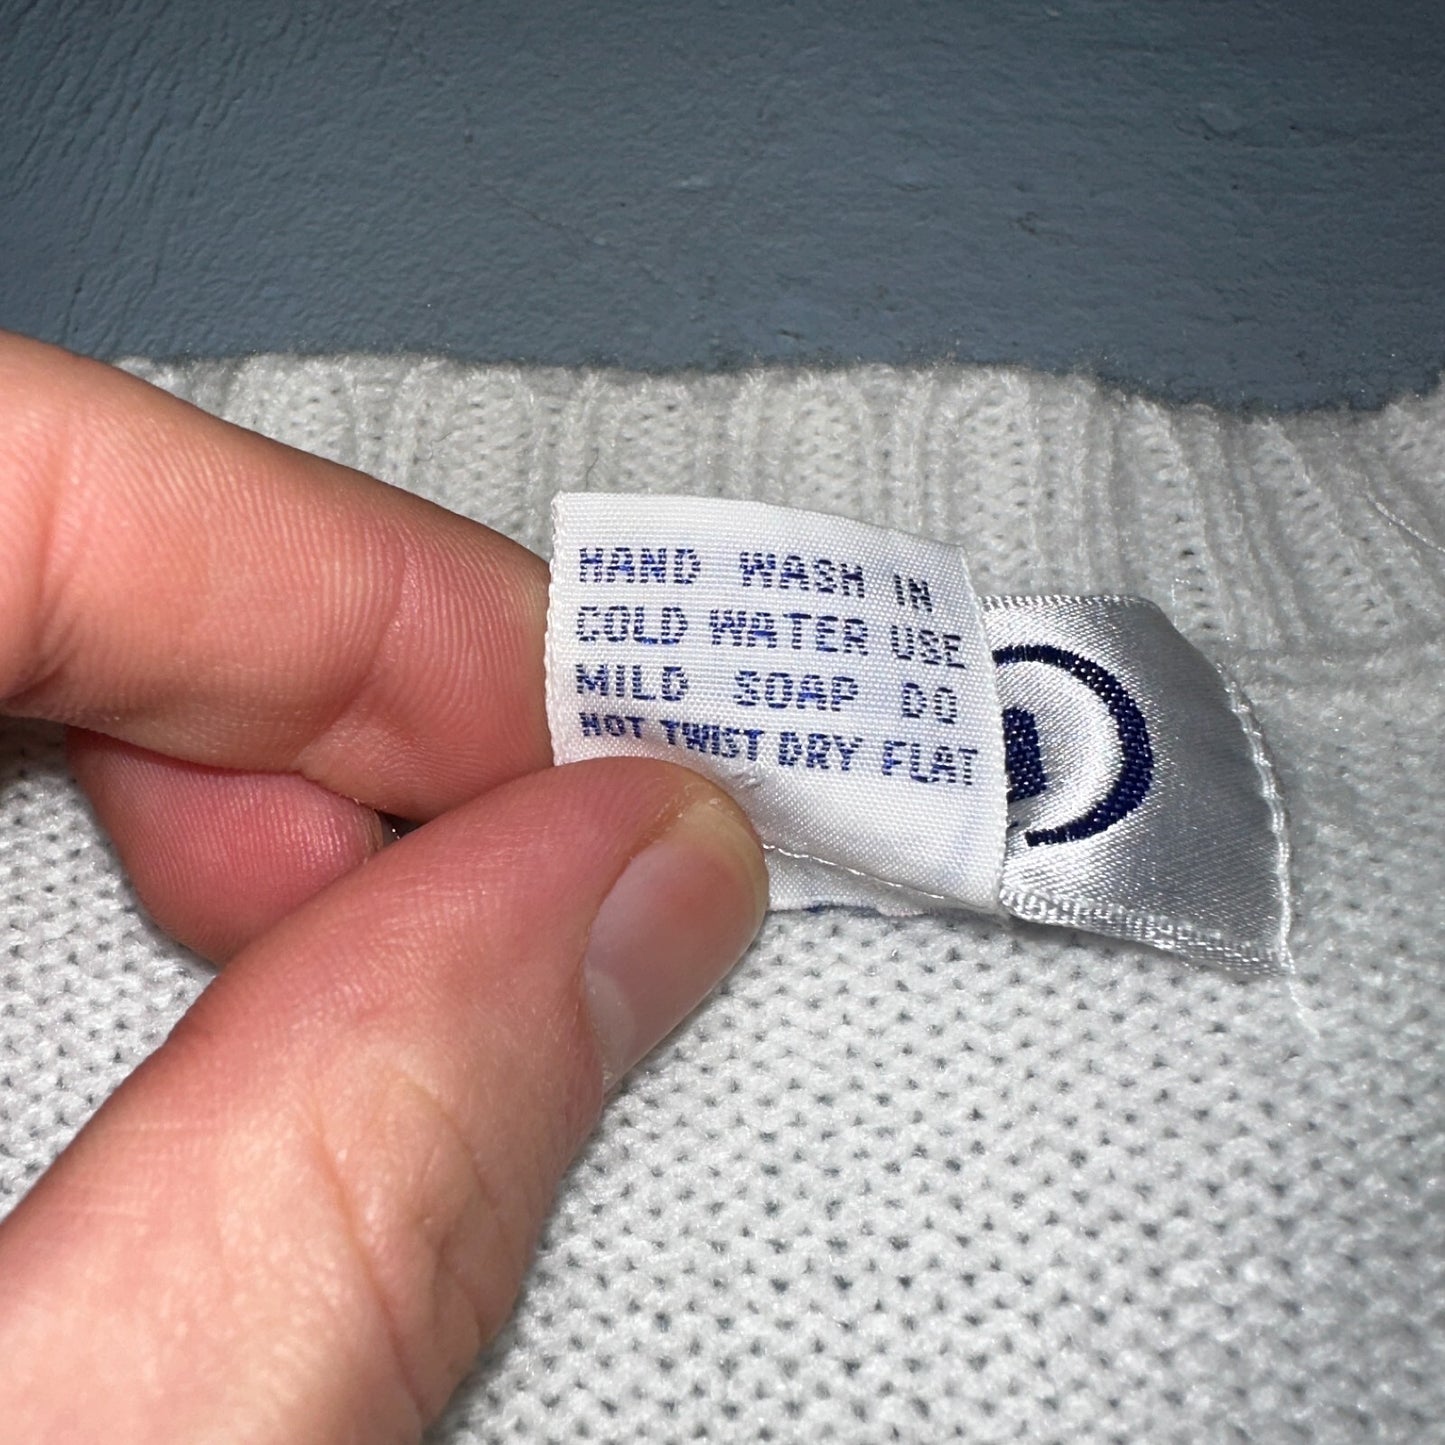 HAND WASH IN
COLD WATER USE
MILD SOAP DO
NOT TWIST DRY FLAT